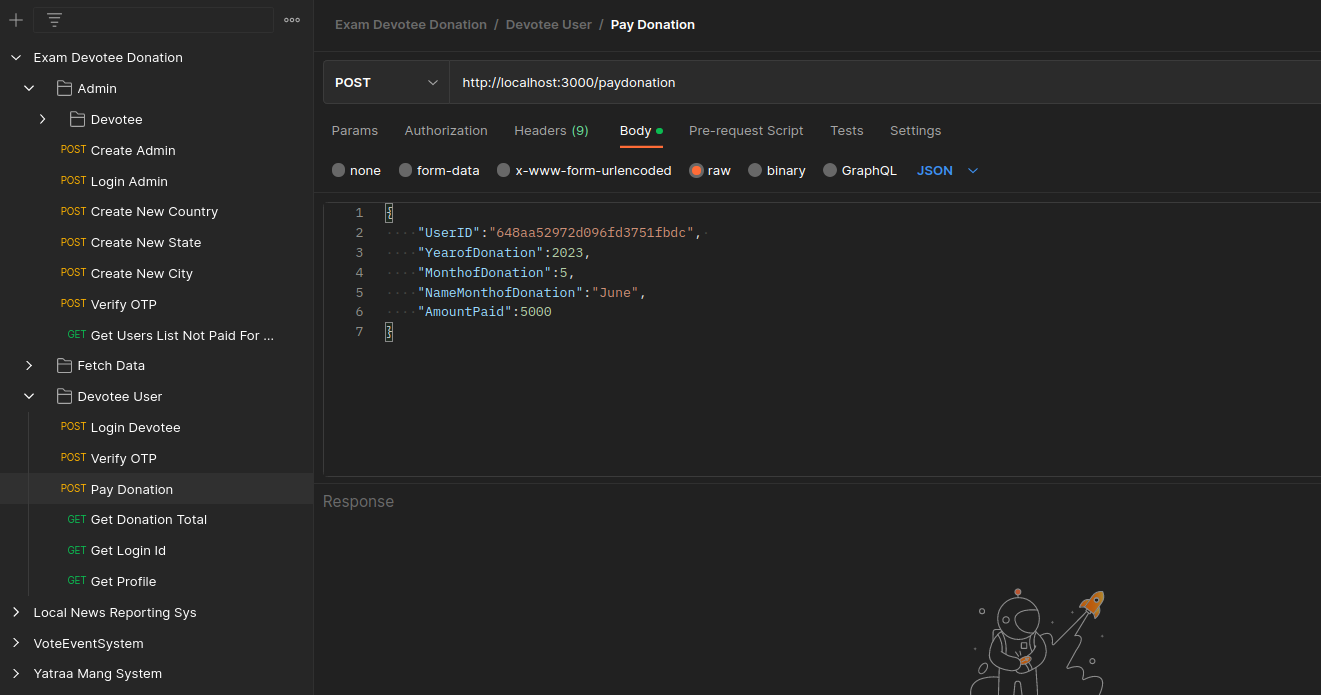 Exam Devotee Donation
Admin
Devotee
POST Create Admin
POST Login Admin
POST Create New Country
POST Create New State
POST Create New City
POST Verify OTP
GET Get Users List Not Paid For ...
Fetch Data
Devotee User
POST Login Devotee
POST Verify OTP
POST Pay Donation
GET Get Donation Total
GET Get Login Id
GET Get Profile
Local News Reporting Sys
VoteEventSystem
Yatraa Mang System
Exam Devotee Donation / Devotee User / Pay Donation
POST http://localhost:3000/paydonation
Params Authorization Headers (9) Body Pre-request Script Tests Settings
none form-data x-www-form-urlencoded raw binary GraphQL JSON
1 {
2 "UserID":"648aa52972d096fd3751fbdc",
3 "YearofDonation":2023,
4 "MonthofDonation":5,
5 "NameMonthofDonation":"June",
6 "AmountPaid":5000
7 }
Response